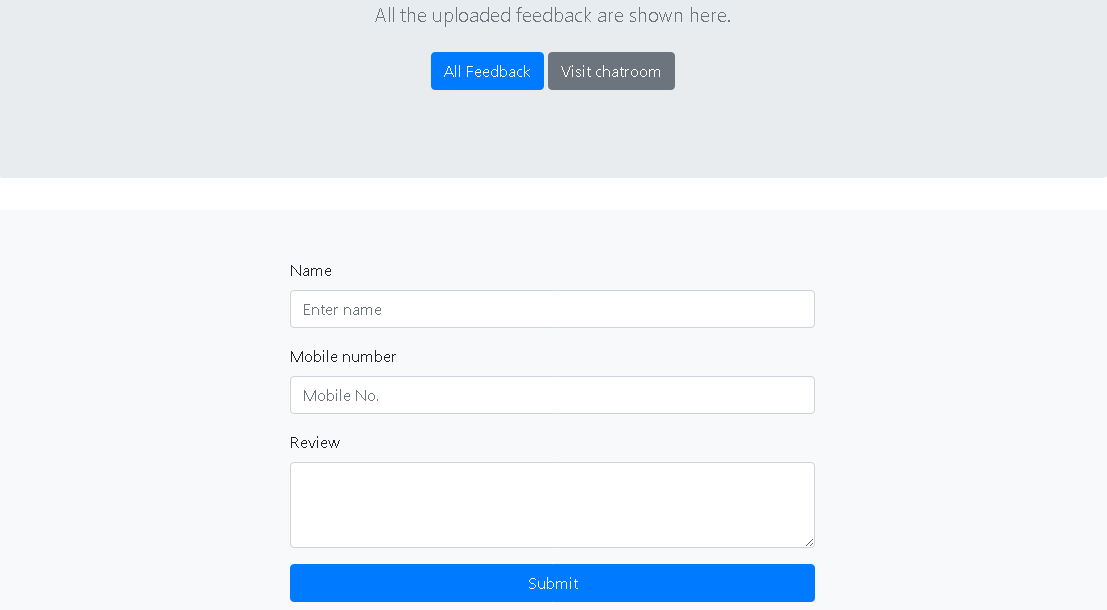 All the uploaded feedback are shown here.
All Feedback Visit chatroom
Name
Enter name
Mobile number
Mobile No.
Review
Submit